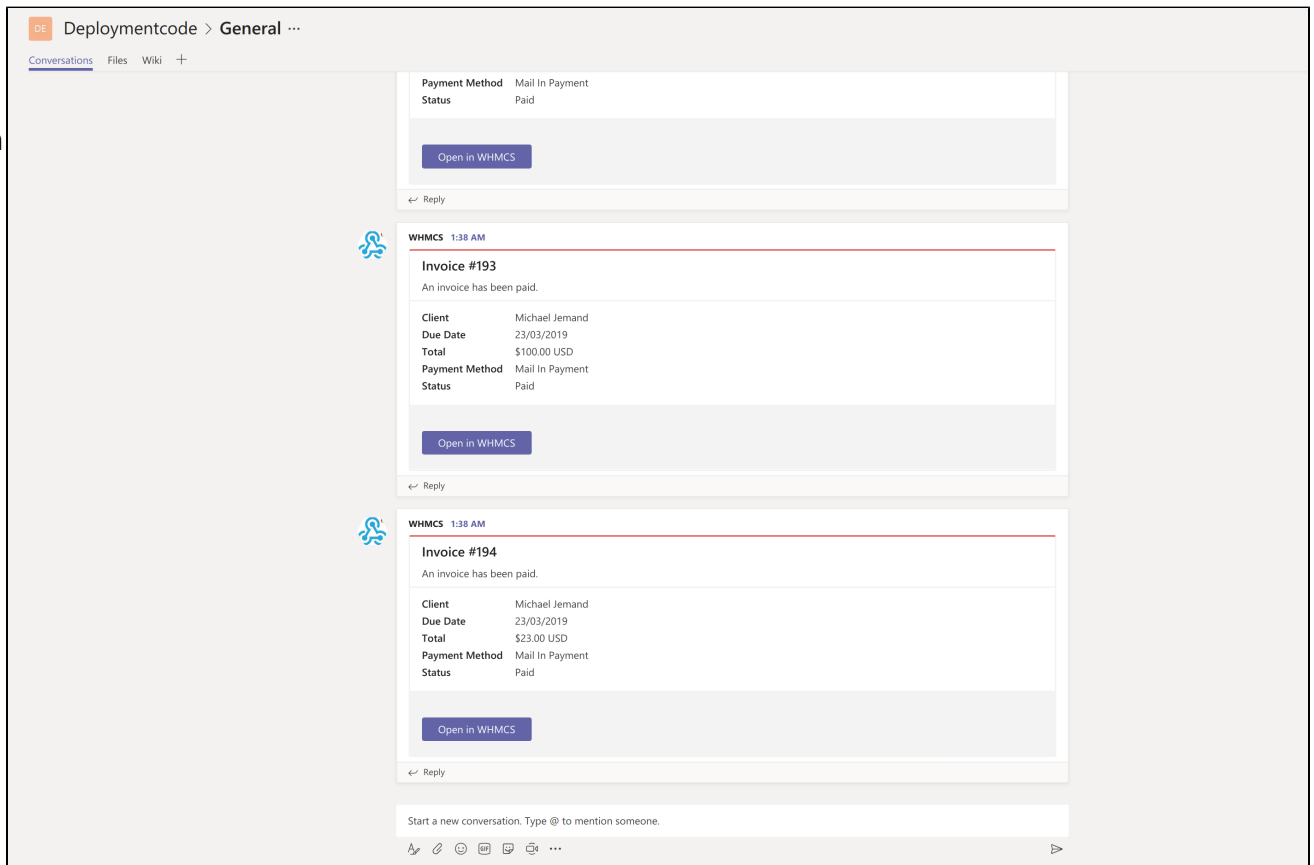 DE Deploymentcode > General ...
Conversations Files Wiki +
Payment Method Mail In Payment
Status Paid
Open in WHMCS
Reply
WHMCS 1:38 AM
Invoice #193
An invoice has been paid.
Client Michael Jemand
Due Date 23/03/2019
Total $100.00 USD
Payment Method Mail In Payment
Status Paid
Open in WHMCS
Reply
WHMCS 1:38 AM
Invoice #194
An invoice has been paid.
Client Michael Jemand
Due Date 23/03/2019
Total $23.00 USD
Payment Method Mail In Payment
Status Paid
Open in WHMCS
Reply
Start a new conversation. Type @ to mention someone.
GIF ...